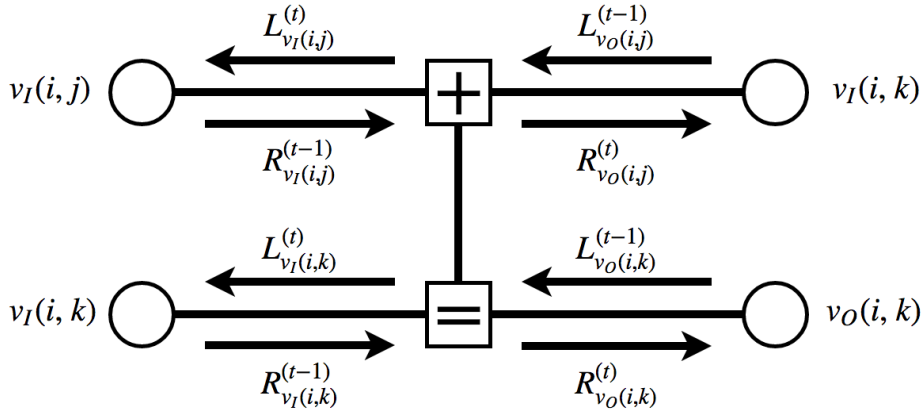 L_{v_I(i,j)}^{(t)} L_{v_O(i,j)}^{(t−1)}
v_I(i, j) + v_I(i, k)
R_{v_I(i,j)}^{(t−1)} R_{v_O(i,j)}^{(t)}
L_{v_I(i,k)}^{(t)} L_{v_O(i,k)}^{(t−1)}
v_I(i, k) = v_O(i, k)
R_{v_I(i,k)}^{(t−1)} R_{v_O(i,k)}^{(t)}